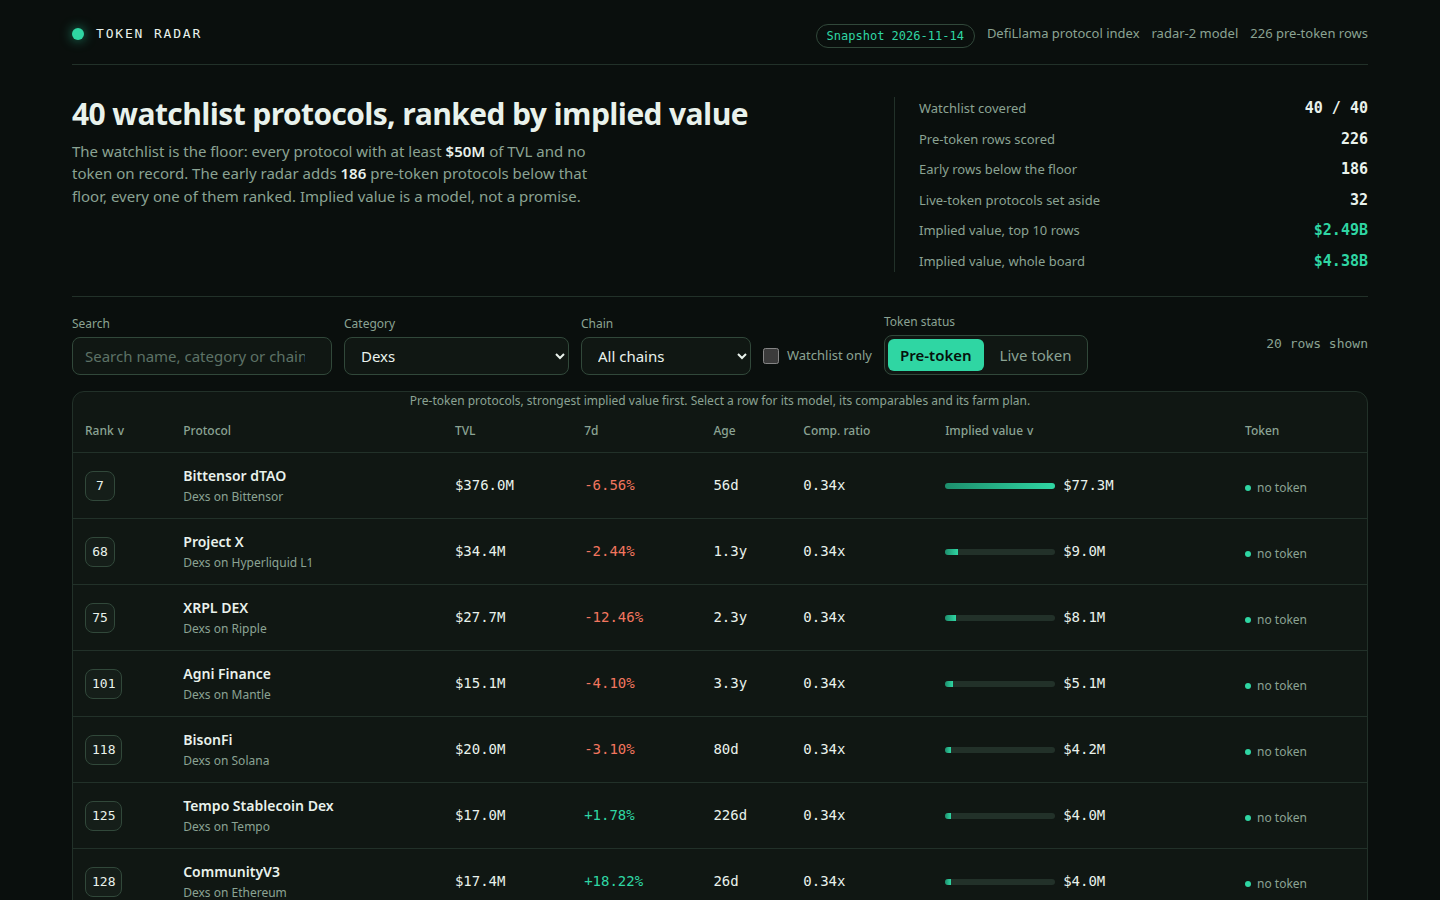 TOKEN RADAR
Snapshot 2026-11-14 DefiLlama protocol index radar-2 model 226 pre-token rows
40 watchlist protocols, ranked by implied value
The watchlist is the floor: every protocol with at least $50M of TVL and no
token on record. The early radar adds 186 pre-token protocols below that
floor, every one of them ranked. Implied value is a model, not a promise.
Watchlist covered 40 / 40
Pre-token rows scored 226
Early rows below the floor 186
Live-token protocols set aside 32
Implied value, top 10 rows $2.49B
Implied value, whole board $4.38B
Search Category Chain Token status
Search name, category or chain Dexs All chains Watchlist only Pre-token Live token 20 rows shown
Pre-token protocols, strongest implied value first. Select a row for its model, its comparables and its farm plan.
Rank v Protocol TVL 7d Age Comp. ratio Implied value v Token
7 Bittensor dTAO $376.0M -6.56% 56d 0.34x $77.3M no token
Dexs on Bittensor
68 Project X $34.4M -2.44% 1.3y 0.34x $9.0M no token
Dexs on Hyperliquid L1
75 XRPL DEX $27.7M -12.46% 2.3y 0.34x $8.1M no token
Dexs on Ripple
101 Agni Finance $15.1M -4.10% 3.3y 0.34x $5.1M no token
Dexs on Mantle
118 BisonFi $20.0M -3.10% 80d 0.34x $4.2M no token
Dexs on Solana
125 Tempo Stablecoin Dex $17.0M +1.78% 226d 0.34x $4.0M no token
Dexs on Tempo
128 CommunityV3 $17.4M +18.22% 26d 0.34x $4.0M no token
Dexs on Ethereum